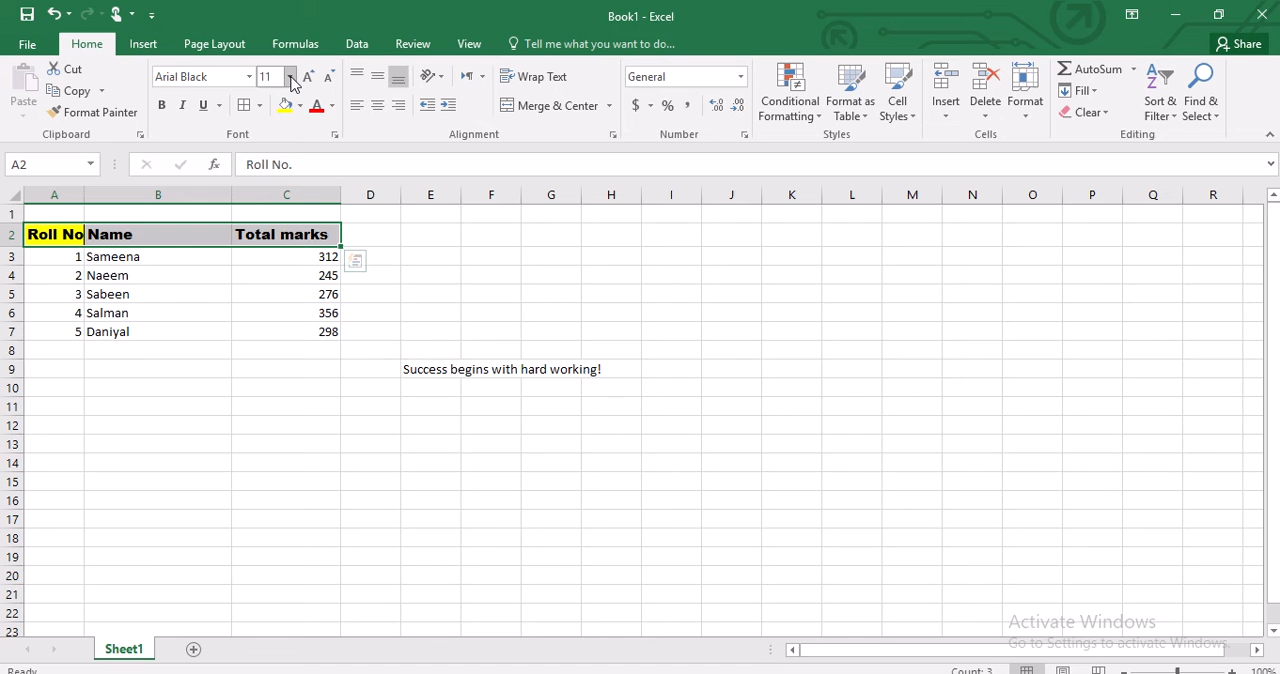 Book1 - Excel
File Home Insert Page Layout Formulas Data Review View Tell me what you want to do... Share
Cut
Copy
Format Painter
Paste
Clipboard
Arial Black 11
B I U
Font
Wrap Text
Merge & Center
Alignment
General
$ % ,
Number
Conditional Formatting
Format as Table
Cell Styles
Styles
Insert
Delete
Format
Cells
AutoSum
Fill
Clear
Sort & Filter
Find & Select
Editing
A2 fx Roll No.
A B C D E F G H I J K L M N O P Q R
1
2 Roll No Name Total marks
3 1 Sameena 312
4 2 Naeem 245
5 3 Sabeen 276
6 4 Salman 356
7 5 Daniyal 298
8
9 Success begins with hard working!
10
11
12
13
14
15
16
17
18
19
20
21
22
23
Activate Windows
Go to Settings to activate Windows.
Sheet1
Ready Count: 3 100%